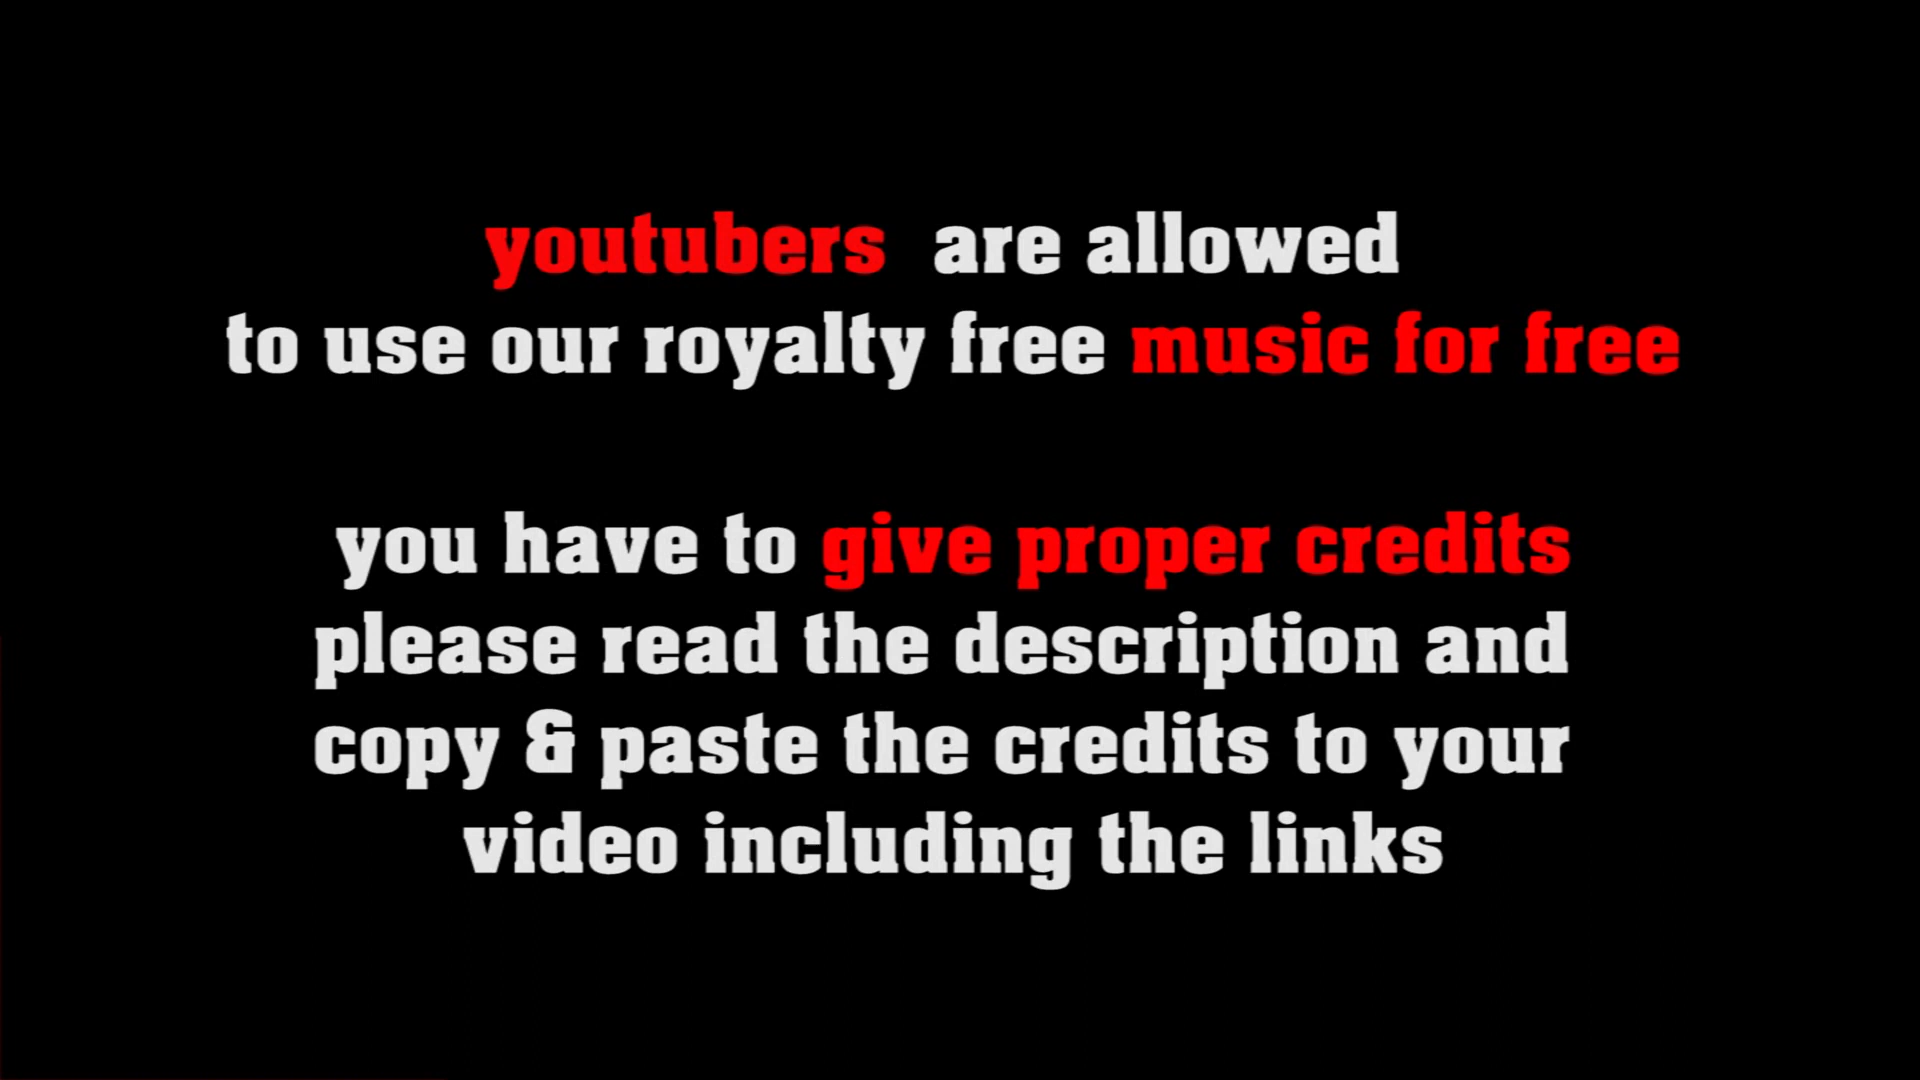 youtubers are allowed
to use our royalty free music for free
you have to give proper credits
please read the description and
copy & paste the credits to your
video including the links